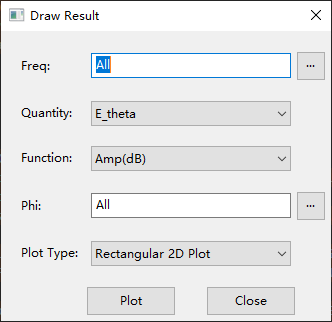 Draw Result
Freq: All ...
Quantity: E_theta
Function: Amp(dB)
Phi: All ...
Plot Type: Rectangular 2D Plot
Plot Close